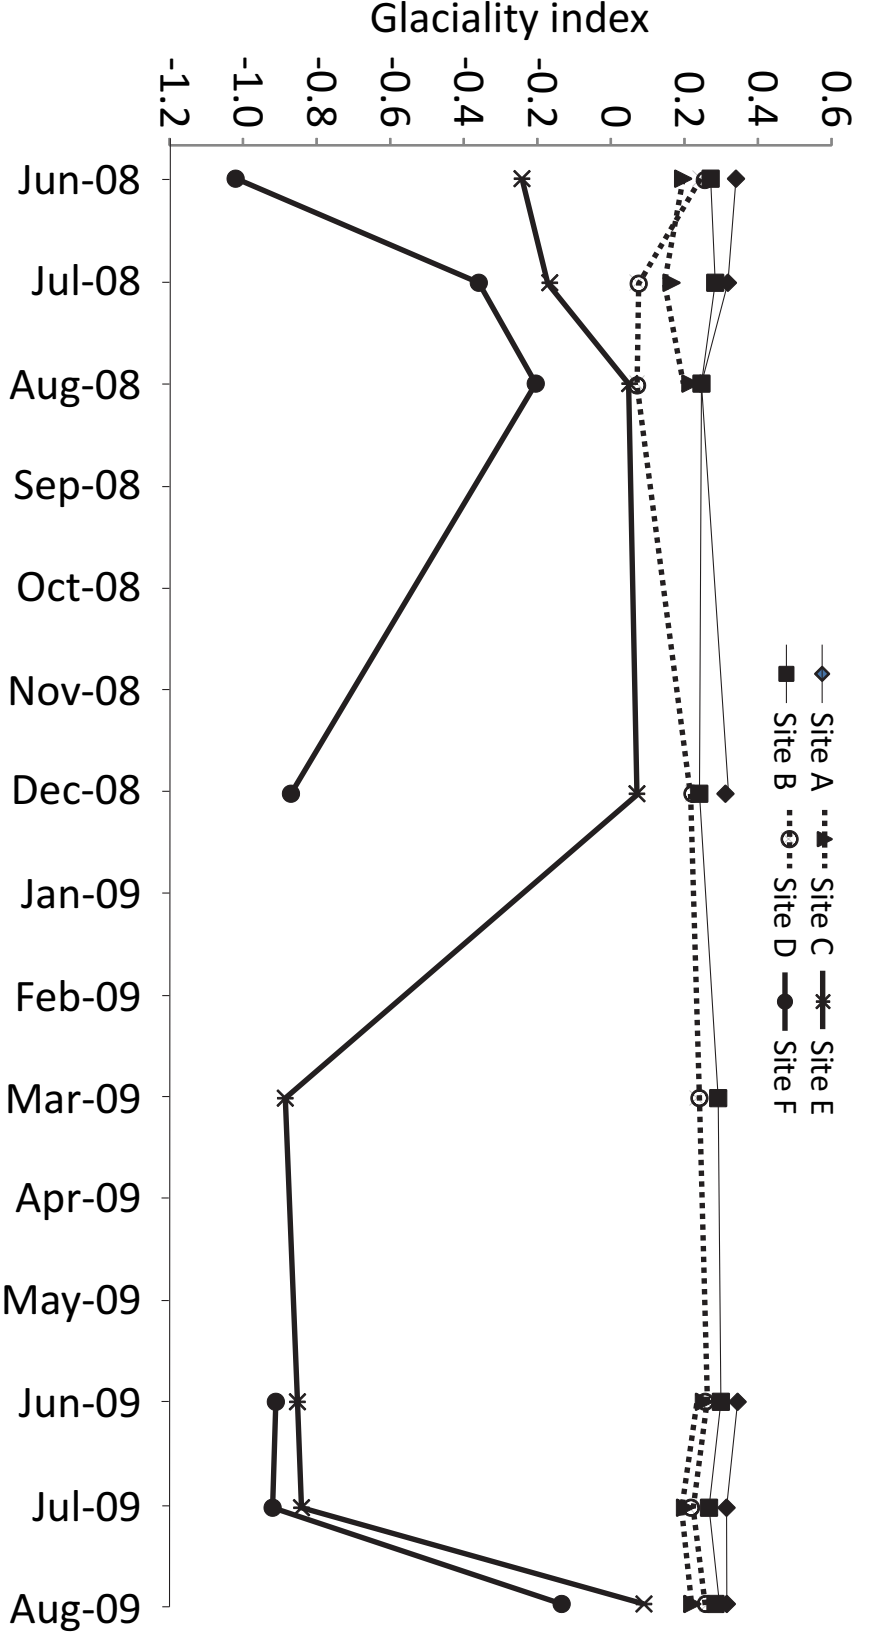 Glaciality index
-1.2
-1.0
-0.8
-0.6
-0.4
-0.2
0
0.2
0.4
0.6
Jun-08
Jul-08
Aug-08
Sep-08
Oct-08
Nov-08
Dec-08
Jan-09
Feb-09
Mar-09
Apr-09
May-09
Jun-09
Jul-09
Aug-09
Site A Site C Site E
Site B Site D Site F